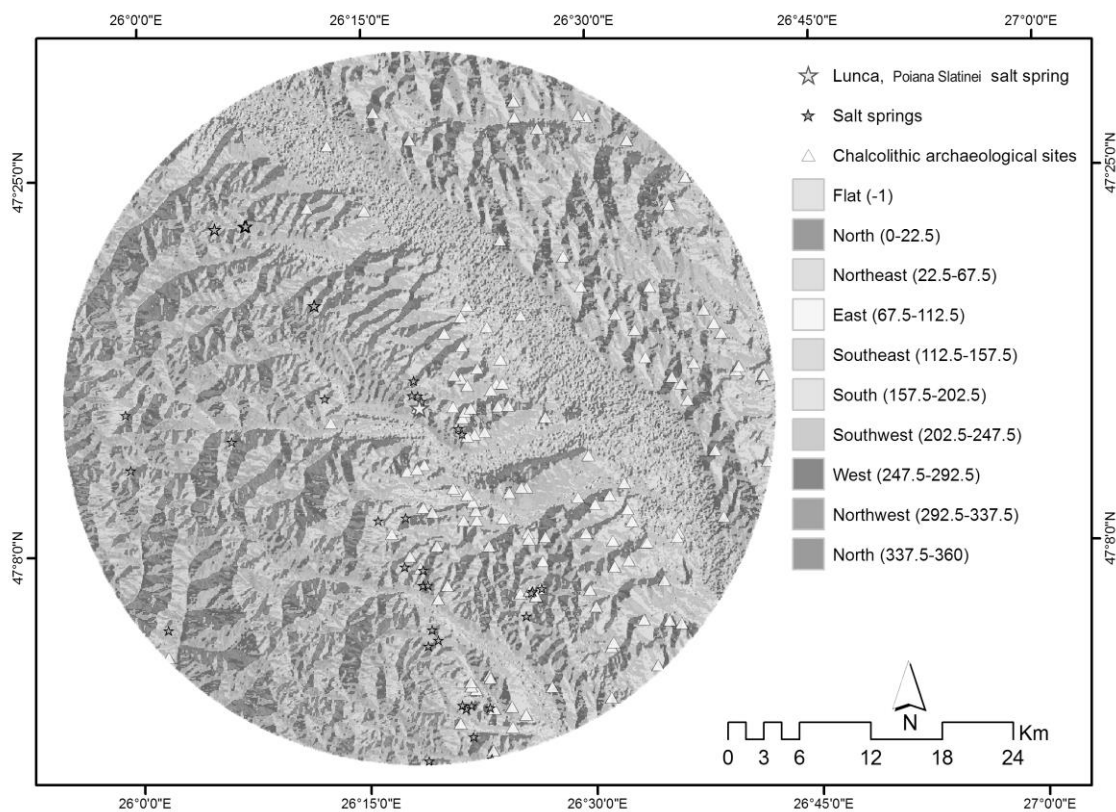 26°0'0"E 26°15'0"E 26°30'0"E 26°45'0"E 27°0'0"E
Lunca, Poiana Slatinei salt spring
Salt springs
Chalcolithic archaeological sites
47°25'0"N 47°25'0"N
Flat (-1)
North (0-22.5)
Northeast (22.5-67.5)
East (67.5-112.5)
Southeast (112.5-157.5)
South (157.5-202.5)
Southwest (202.5-247.5)
West (247.5-292.5)
Northwest (292.5-337.5)
North (337.5-360)
47°8'0"N 47°8'0"N
N
Km
0 3 6 12 18 24
26°0'0"E 26°15'0"E 26°30'0"E 26°45'0"E 27°0'0"E